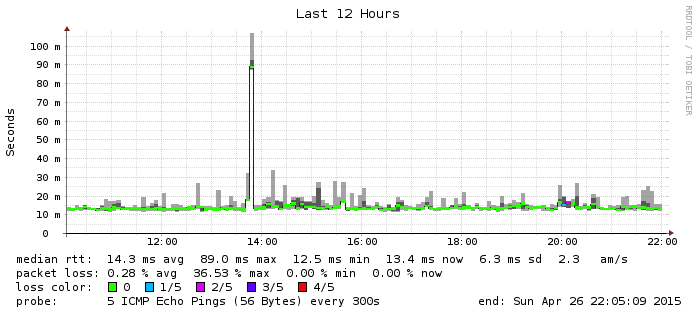 Last 12 Hours
RRDTOOL / TOBI OETIKER
Seconds
100 m
90 m
80 m
70 m
60 m
50 m
40 m
30 m
20 m
10 m
0
12:00 14:00 16:00 18:00 20:00 22:00
median rtt: 14.3 ms avg 89.0 ms max 12.5 ms min 13.4 ms now 6.3 ms sd 2.3 am/s
packet loss: 0.28 % avg 36.53 % max 0.00 % min 0.00 % now
loss color: 0 1/5 2/5 3/5 4/5
probe: 5 ICMP Echo Pings (56 Bytes) every 300s end: Sun Apr 26 22:05:09 2015